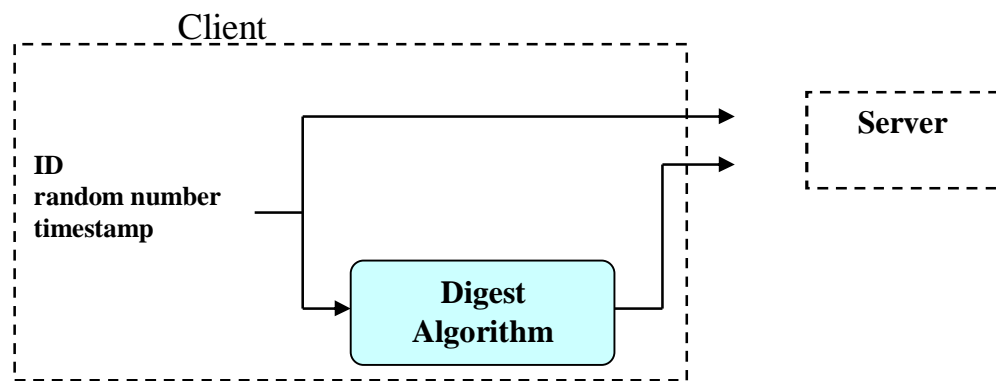 Client
Server
ID
random number
timestamp
Digest
Algorithm